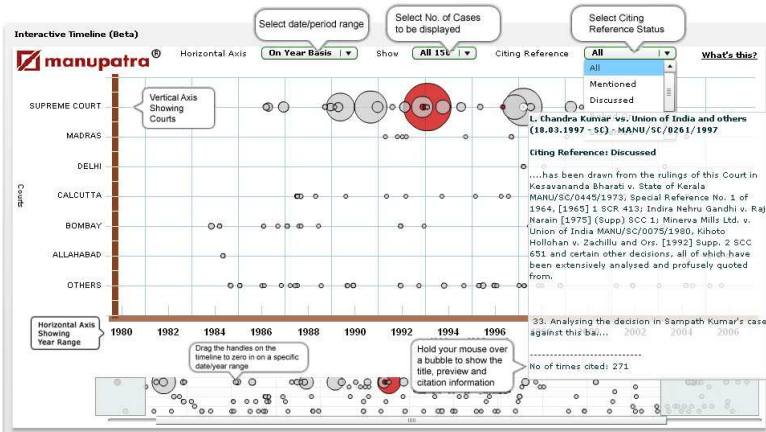 Select date/period range
Select No. of Cases
to be displayed
Select Citing
Reference Status
Interactive Timeline (Beta)
manupatra®
Horizontal Axis
On Year Basis
Show
All 150
Citing Reference
All
What's this?
All
Mentioned
Discussed
Vertical Axis
Showing
Courts
SUPREME COURT
MADRAS
DELHI
CALCUTTA
BOMBAY
ALLAHABAD
OTHERS
Courts
L. Chandra Kumar vs. Union of India and others
(18.03.1997 - SC) - MANU/SC/0261/1997
Citing Reference: Discussed
....has been drawn from the rulings of this Court in
Kesavananda Bharati v. State of Kerala
MANU/SC/0445/1973, Special Reference No. 1 of
1964, [1965] 1 SCR 413; Indira Nehru Gandhi v. Raj
Narain [1975] (Supp) SCC 1; Minerva Mills Ltd. v.
Union of India MANU/SC/0075/1980, Kihoto
Hollohan v. Zachillu and Ors. [1992] Supp. 2 SCC
651 and certain other decisions, all of which have
been extensively analysed and profusely quoted
from.
33. Analysing the decision in Sampath Kumar's case
against this ba....
------------------------
No of times cited: 271
Horizontal Axis
Showing
Year Range
1980 1982 1984 1986 1988 1990 1992 1994 1996 2002 2004 2006
Drag the handles on the
timeline to zero in on a specific
date/year range
Hold your mouse over
a bubble to show the
title, preview and
citation information